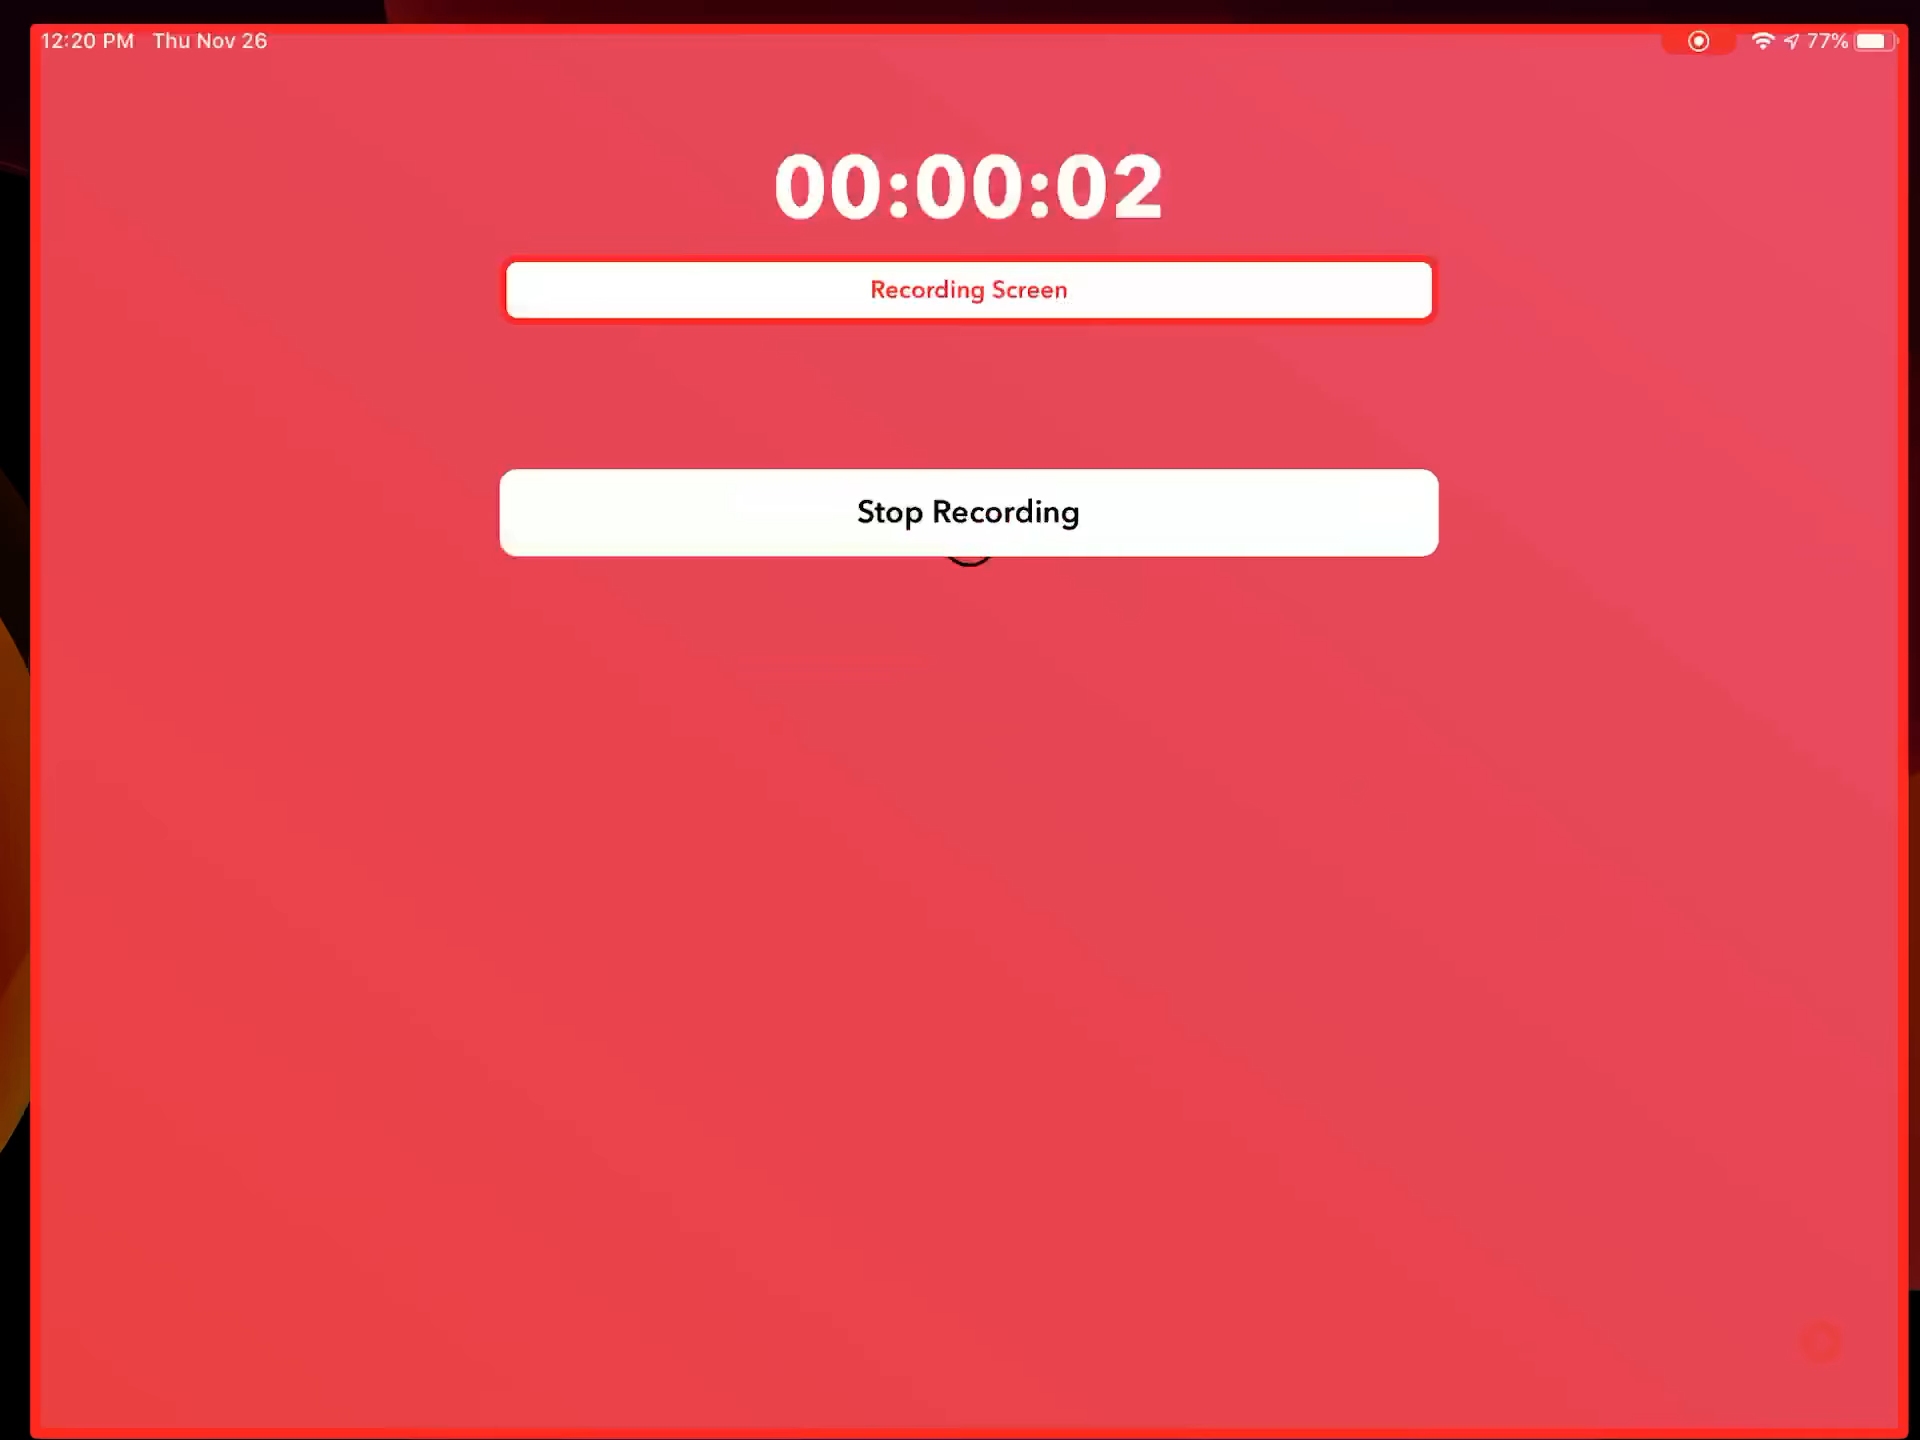 12:20 PM Thu Nov 26
77%
00:00:02
Recording Screen
Stop Recording